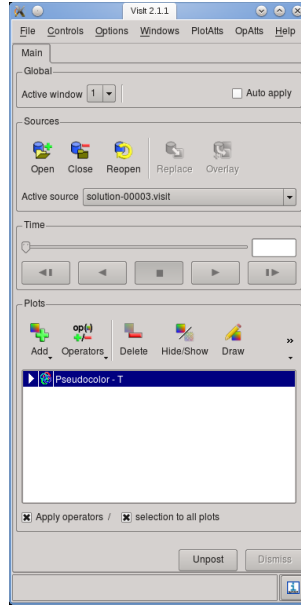 VisIt 2.1.1
File Controls Options Windows PlotAtts OpAtts Help
Main
Global
Active window 1 Auto apply
Sources
Open Close Reopen Replace Overlay
Active source solution-00003.visit
Time
Plots
op(+)
+/-
Add Operators Delete Hide/Show Draw »
Pseudocolor - T
Apply operators / selection to all plots
Unpost Dismiss